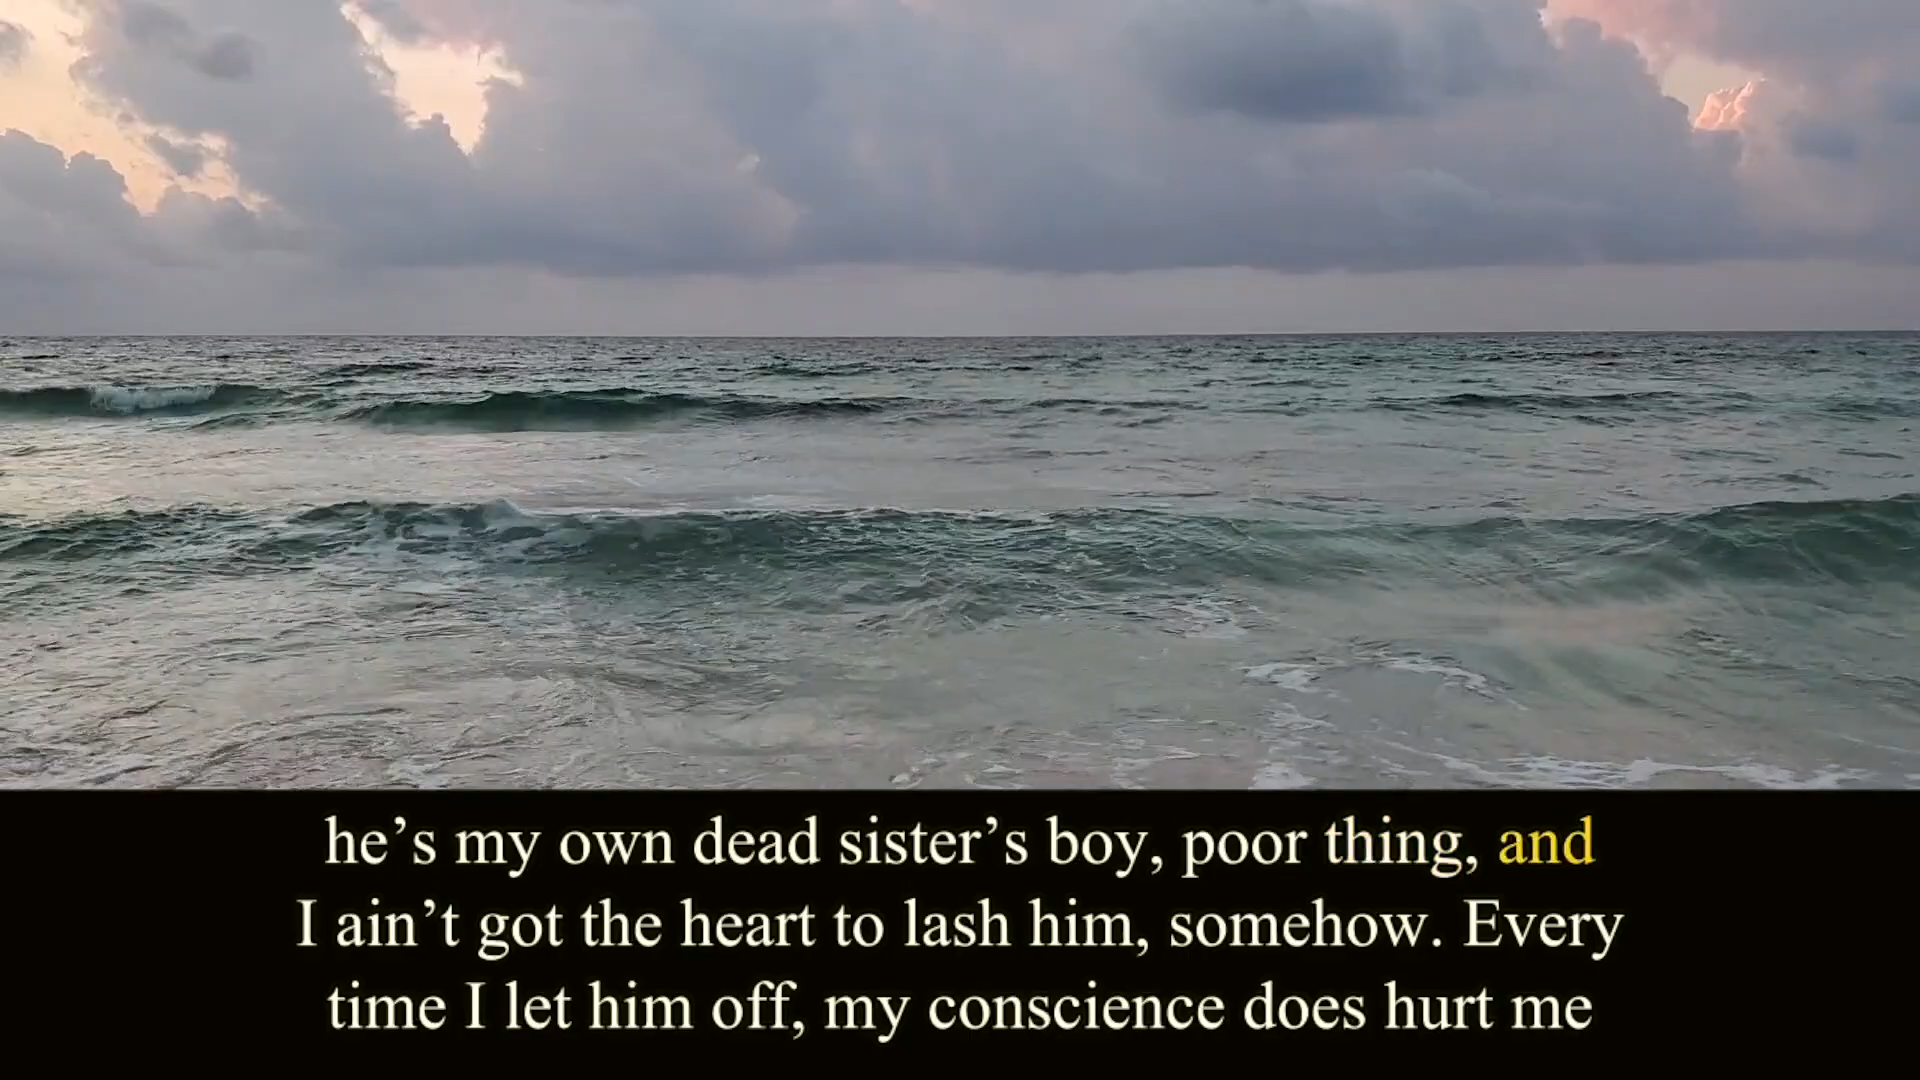 he’s my own dead sister’s boy, poor thing, and
I ain’t got the heart to lash him, somehow. Every
time I let him off, my conscience does hurt me